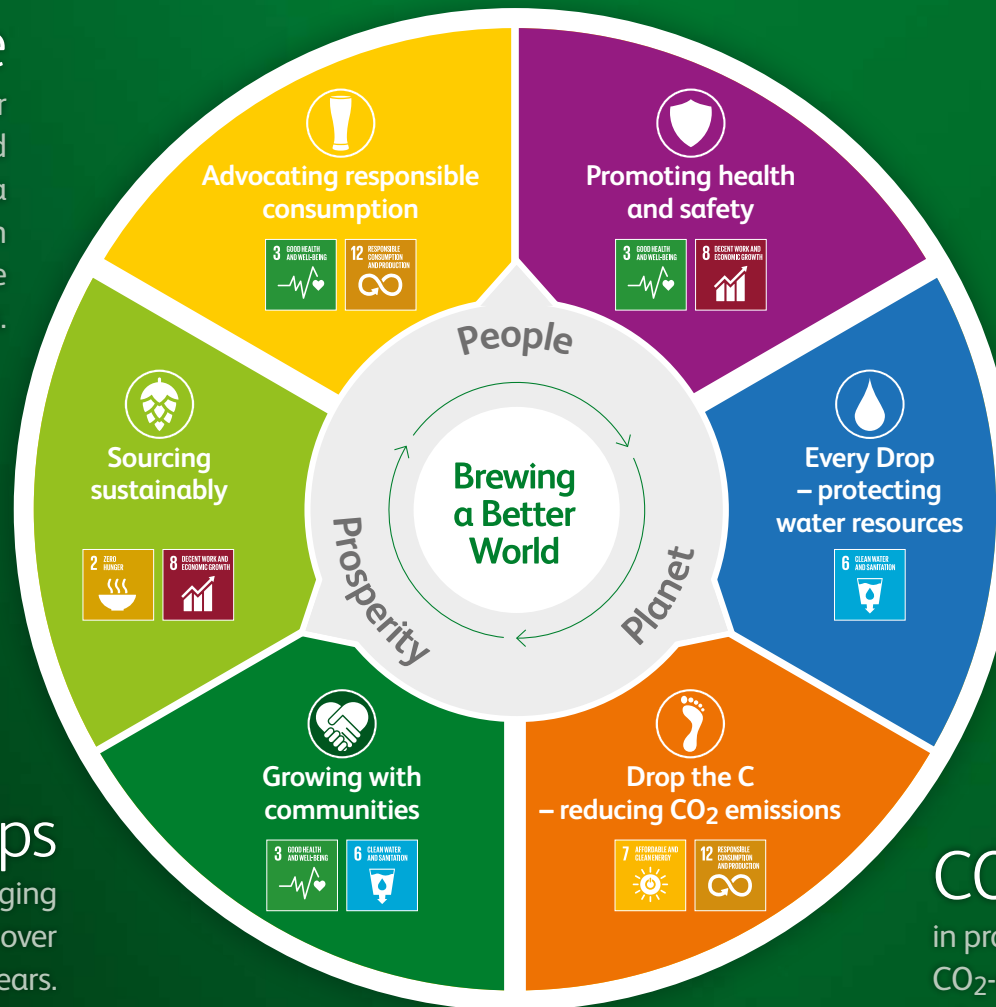 e
r
d
a
n
e
.
Advocating responsible
consumption
3 GOOD HEALTH
AND WELL-BEING
12 RESPONSIBLE
CONSUMPTION
AND PRODUCTION
Promoting health
and safety
3 GOOD HEALTH
AND WELL-BEING
8 DECENT WORK AND
ECONOMIC GROWTH
People
Sourcing
sustainably
2 ZERO
HUNGER
8 DECENT WORK AND
ECONOMIC GROWTH
Brewing
a Better
World
Every Drop
– protecting
water resources
6 CLEAN WATER
AND SANITATION
Prosperity
Planet
Growing with
communities
3 GOOD HEALTH
AND WELL-BEING
6 CLEAN WATER
AND SANITATION
Drop the C
– reducing CO2 emissions
7 AFFORDABLE AND
CLEAN ENERGY
12 RESPONSIBLE
CONSUMPTION
AND PRODUCTION
ps
ging
over
ears.
CO
in pro
CO2-